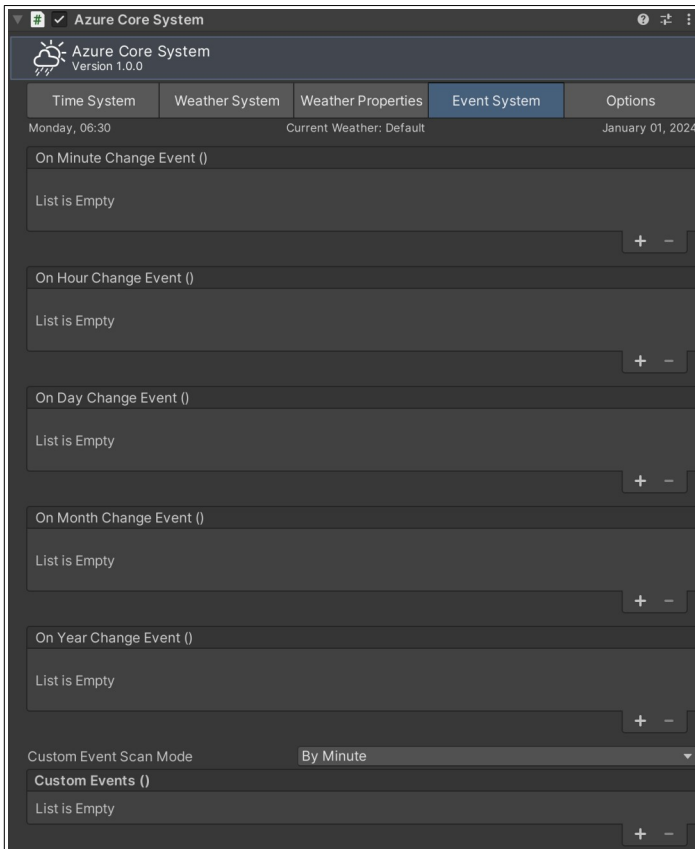 # Azure Core System
Azure Core System
Version 1.0.0
Time System Weather System Weather Properties Event System Options
Monday, 06:30 Current Weather: Default January 01, 2024
On Minute Change Event ()
List is Empty
+ −
On Hour Change Event ()
List is Empty
+ −
On Day Change Event ()
List is Empty
+ −
On Month Change Event ()
List is Empty
+ −
On Year Change Event ()
List is Empty
+ −
Custom Event Scan Mode By Minute
Custom Events ()
List is Empty
+ −